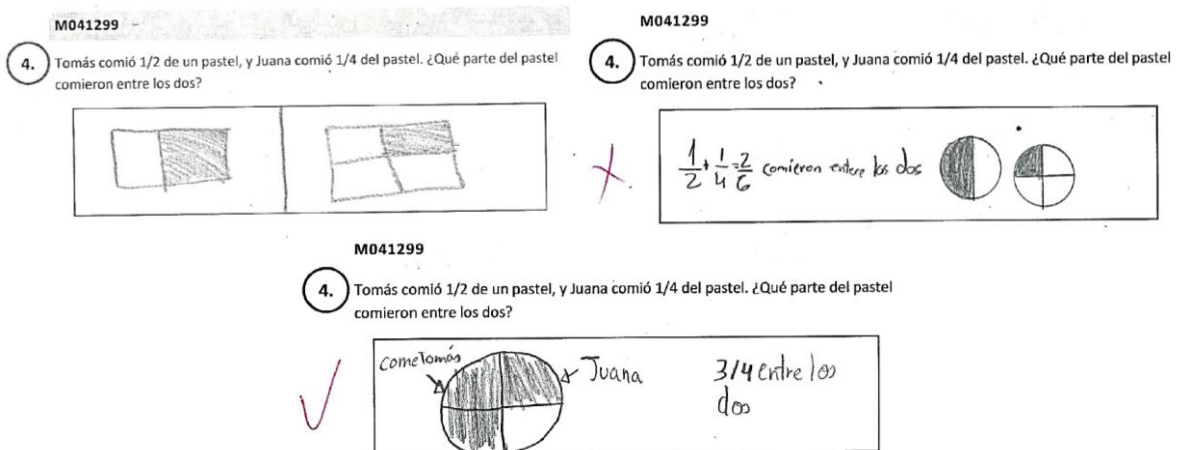 M041299
4. Tomás comió 1/2 de un pastel, y Juana comió 1/4 del pastel. ¿Qué parte del pastel
comieron entre los dos?
M041299
4. Tomás comió 1/2 de un pastel, y Juana comió 1/4 del pastel. ¿Qué parte del pastel
comieron entre los dos?
1/2 + 1/4 = 2/6 comieron entere los dos
M041299
4. Tomás comió 1/2 de un pastel, y Juana comió 1/4 del pastel. ¿Qué parte del pastel
comieron entre los dos?
come Tomás
Juana
3/4 entre los
dos